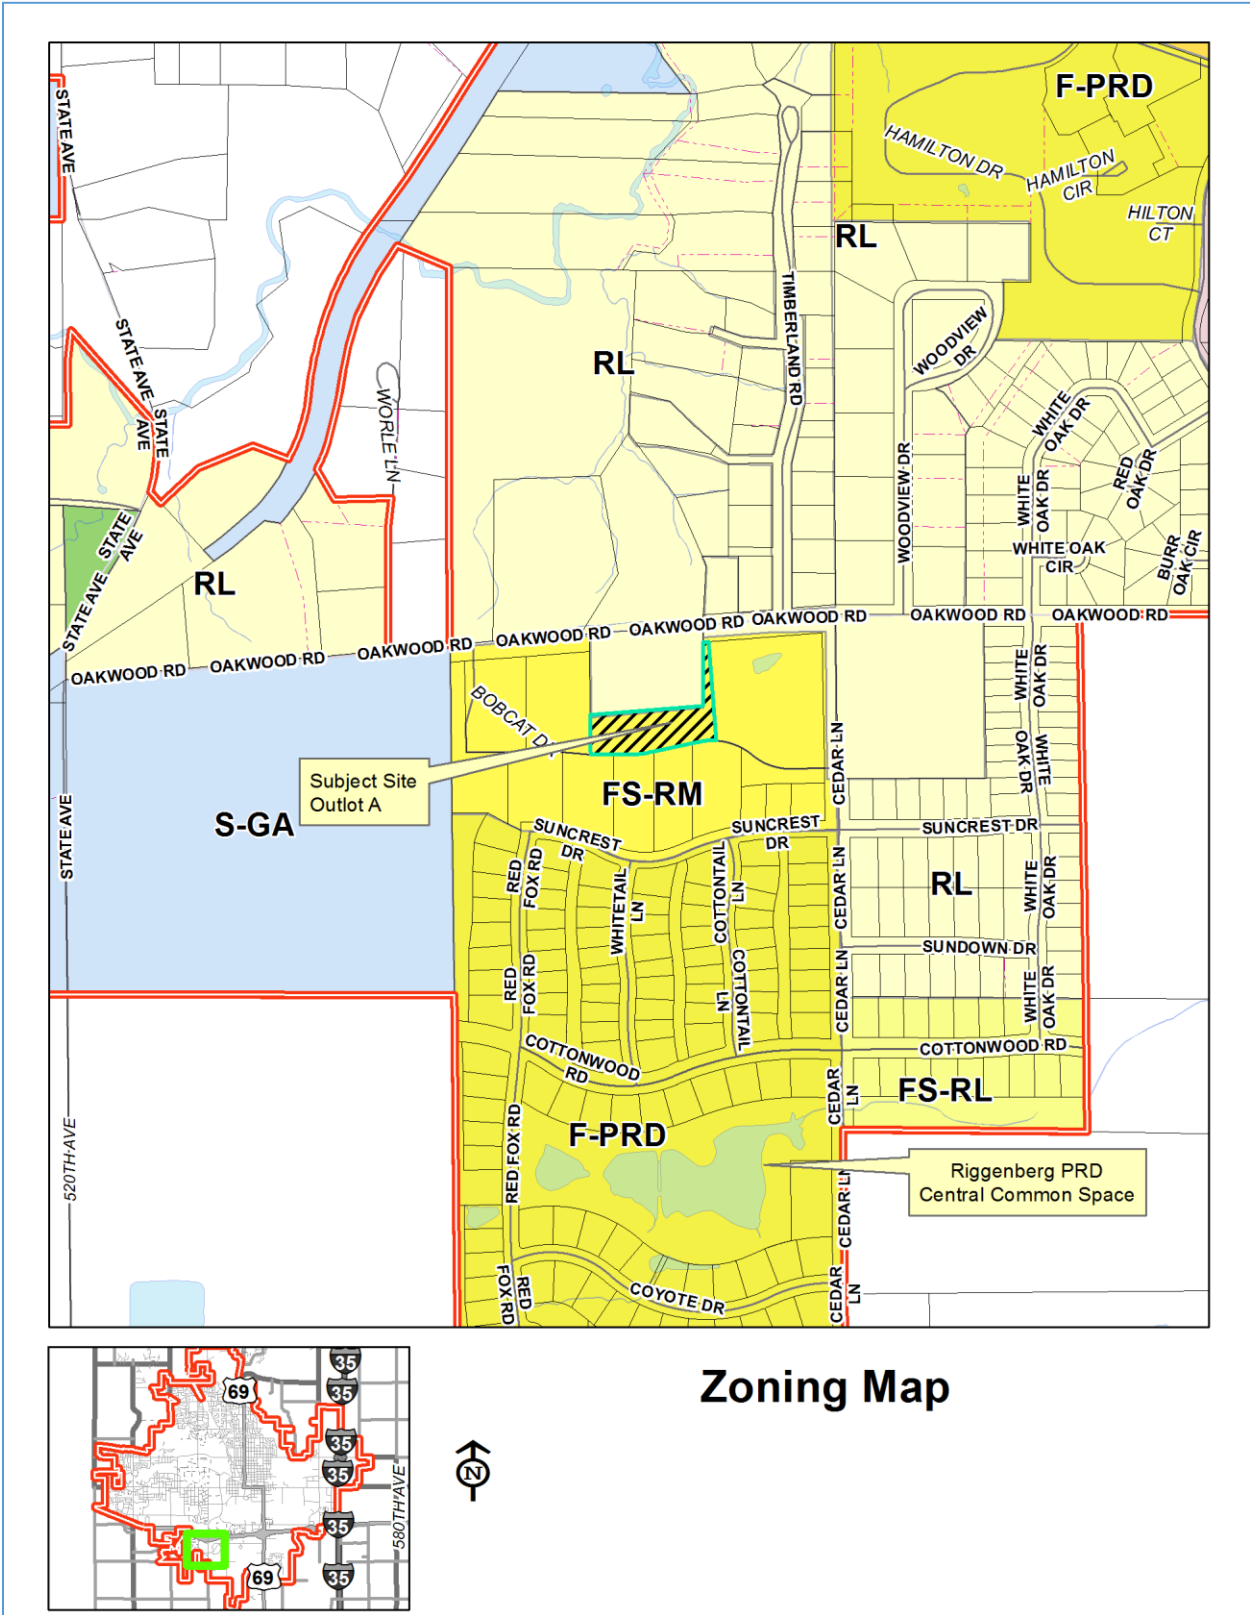 F-PRD
STATE AVE
HAMILTON DR
HAMILTON
CIR
HILTON
CT
RL
TIMBERLAND RD
WOODVIEW
DR
STATE AVE
STATE
AVE
STATE
AVE
RL
WORLE LN
WHITE
OAK DR
WOODVIEW DR
RED
OAK DR
WHITE
OAK DR
STATE
AVE
WHITE OAK
CIR
BURR
OAK CIR
STATE AVE
RL
OAKWOOD RD
OAKWOOD RD
OAKWOOD RD
OAKWOOD RD
OAKWOOD RD
OAKWOOD RD
OAKWOOD RD
OAKWOOD RD
WHITE
OAK DR
BOBCAT DR
WHITE
OAK DR
CEDAR LN
Subject Site
Outlot A
FS-RM
S-GA
STATE AVE
SUNCREST
DR
SUNCREST
DR
SUNCREST DR
RED
FOX RD
WHITETAIL
LN
COTTONTAIL
LN
CEDAR LN
RL
WHITE
OAK DR
SUNDOWN DR
RED
FOX RD
COTTONTAIL
LN
CEDAR LN
WHITE
OAK DR
COTTONWOOD
RD
COTTONWOOD RD
CEDAR
LN
FS-RL
RED FOX RD
F-PRD
520TH AVE
Riggenberg PRD
Central Common Space
CEDAR LN
RED
FOX RD
COYOTE DR
CEDAR
LN
Zoning Map
35
69
35
35
35
35
69
35
580TH AVE
N